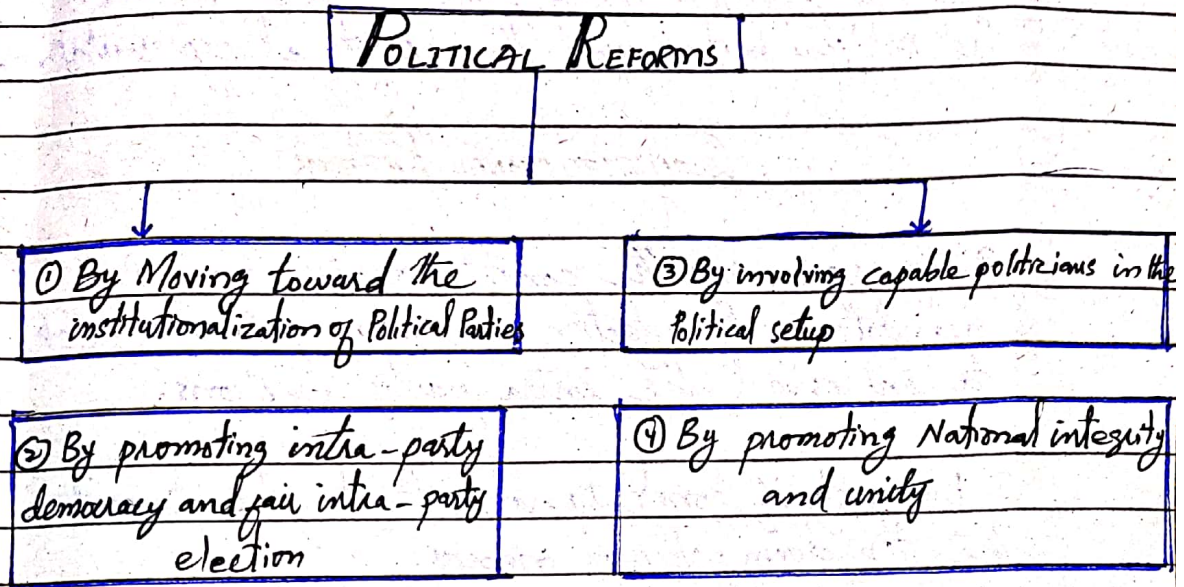 POLITICAL REFORMS
① By Moving toward the
institutionalization of Political Parties
② By promoting intra-party
democracy and fair intra-party
election
③ By involving capable politicians in the
Political setup
④ By promoting National integrity
and unity